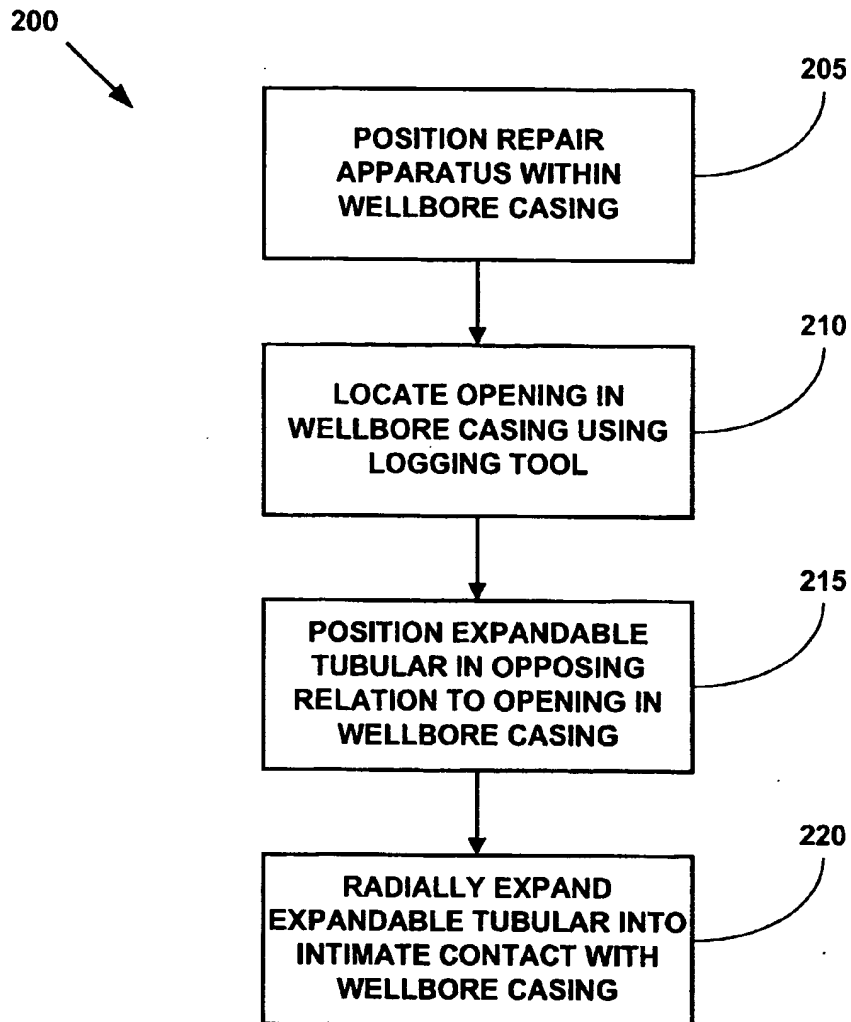 200
205
POSITION REPAIR
APPARATUS WITHIN
WELLBORE CASING
210
LOCATE OPENING IN
WELLBORE CASING USING
LOGGING TOOL
215
POSITION EXPANDABLE
TUBULAR IN OPPOSING
RELATION TO OPENING IN
WELLBORE CASING
220
RADIALLY EXPAND
EXPANDABLE TUBULAR INTO
INTIMATE CONTACT WITH
WELLBORE CASING